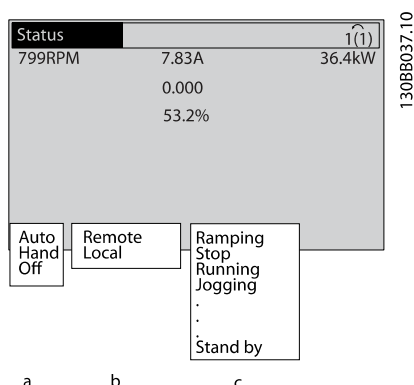 Status
1(1)
799RPM 7.83A 36.4kW
0.000
53.2%
Auto
Hand
Off
Remote
Local
Ramping
Stop
Running
Jogging
.
.
.
Stand by
a b c
130BB037.10